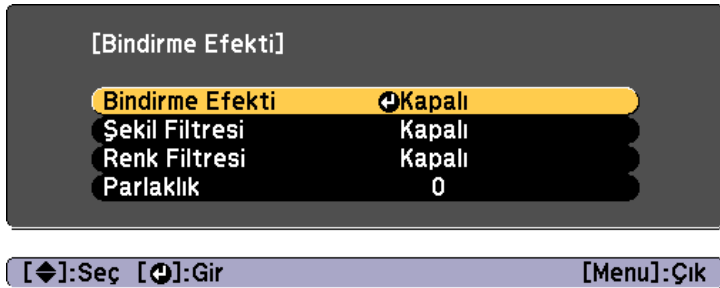 [Bindirme Efekti]
Bindirme Efekti Kapalı
Şekil Filtresi Kapalı
Renk Filtresi Kapalı
Parlaklık 0
[◆]:Seç [↵]:Gir [Menu]:Çık